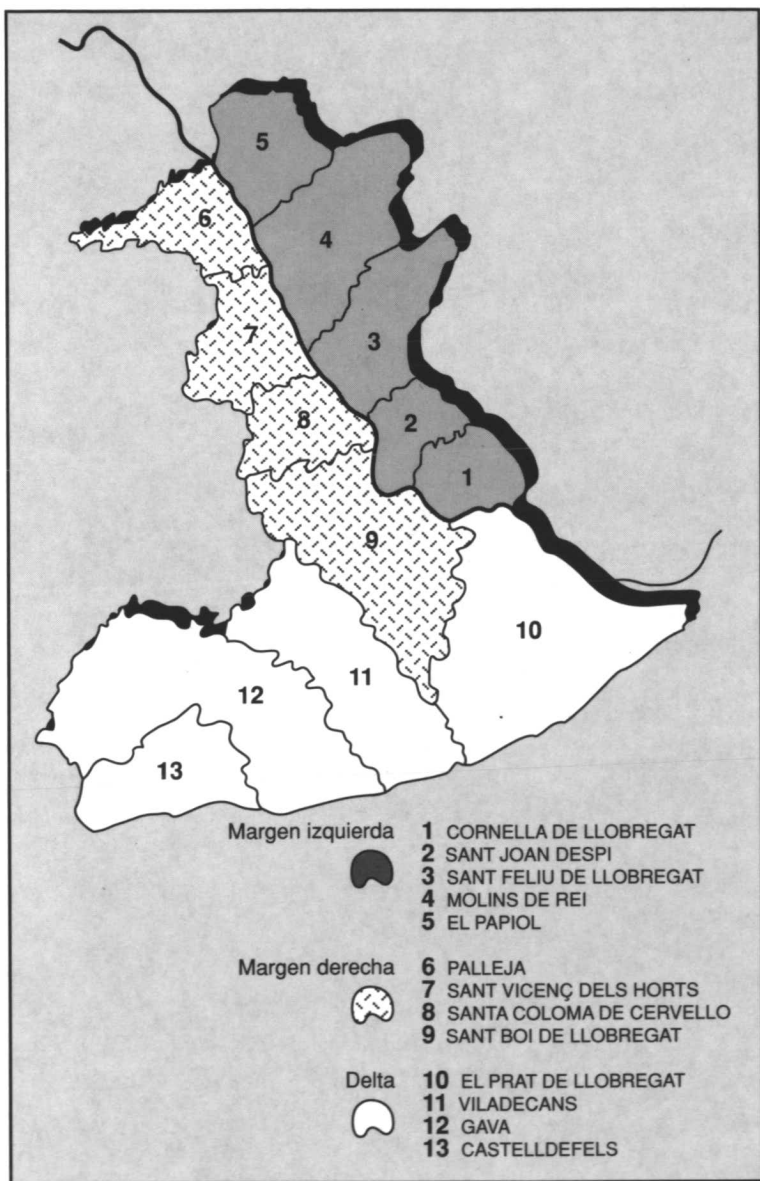 5
6
4
7
3
8
2
1
9
10
11
12
13
Margen izquierda
1 CORNELLA DE LLOBREGAT
2 SANT JOAN DESPI
3 SANT FELIU DE LLOBREGAT
4 MOLINS DE REI
5 EL PAPIOL
Margen derecha
6 PALLEJA
7 SANT VICENÇ DELS HORTS
8 SANTA COLOMA DE CERVELLO
9 SANT BOI DE LLOBREGAT
Delta
10 EL PRAT DE LLOBREGAT
11 VILADECANS
12 GAVA
13 CASTELLDEFELS